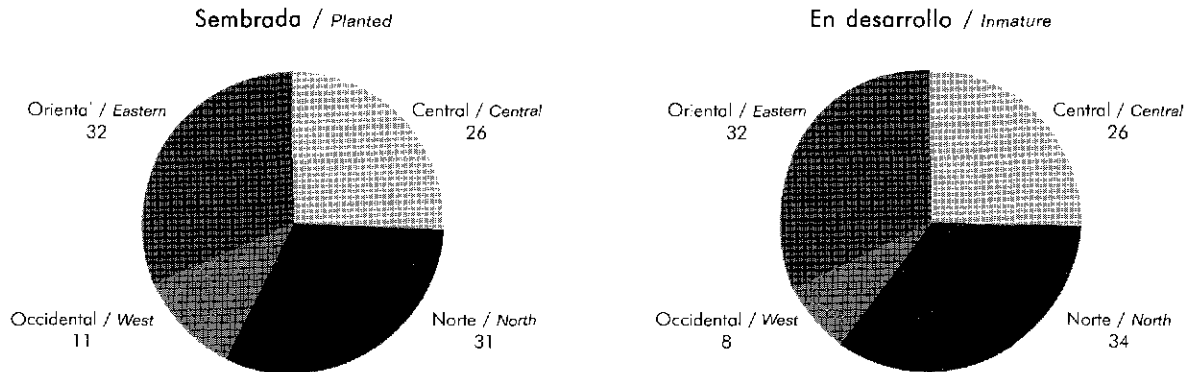 Sembrada / Planted
Orienta' / Eastern
32
Central / Central
26
Occidental / West
11
Norte / North
31
En desarrollo / Inmature
Oriental / Eastern
32
Central / Central
26
Occidental / West
8
Norte / North
34